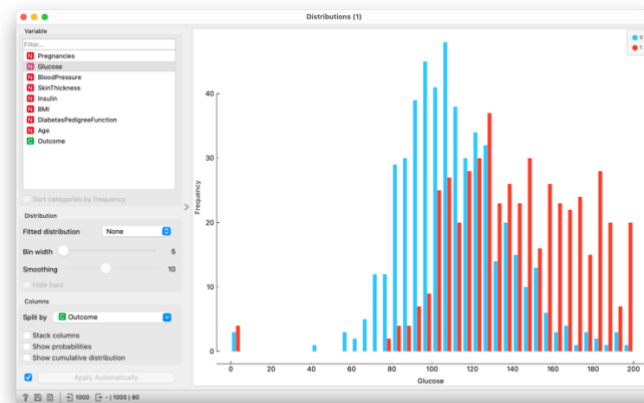 Distributions (1)
Variable
Filter...
N Pregnancies
N Glucose
N BloodPressure
N SkinThickness
N Insulin
N BMI
N DiabetesPedigreeFunction
N Age
C Outcome
Sort categories by frequency
Distribution
Fitted distribution None
Bin width 5
Smoothing 10
Hide bars
Columns
Split by C Outcome
Stack columns
Show probabilities
Show cumulative distribution
Apply Automatically
? 1000 - | 1000 | 80
0
1
Frequency
40
30
20
10
0
0 20 40 60 80 100 120 140 160 180 200
Glucose